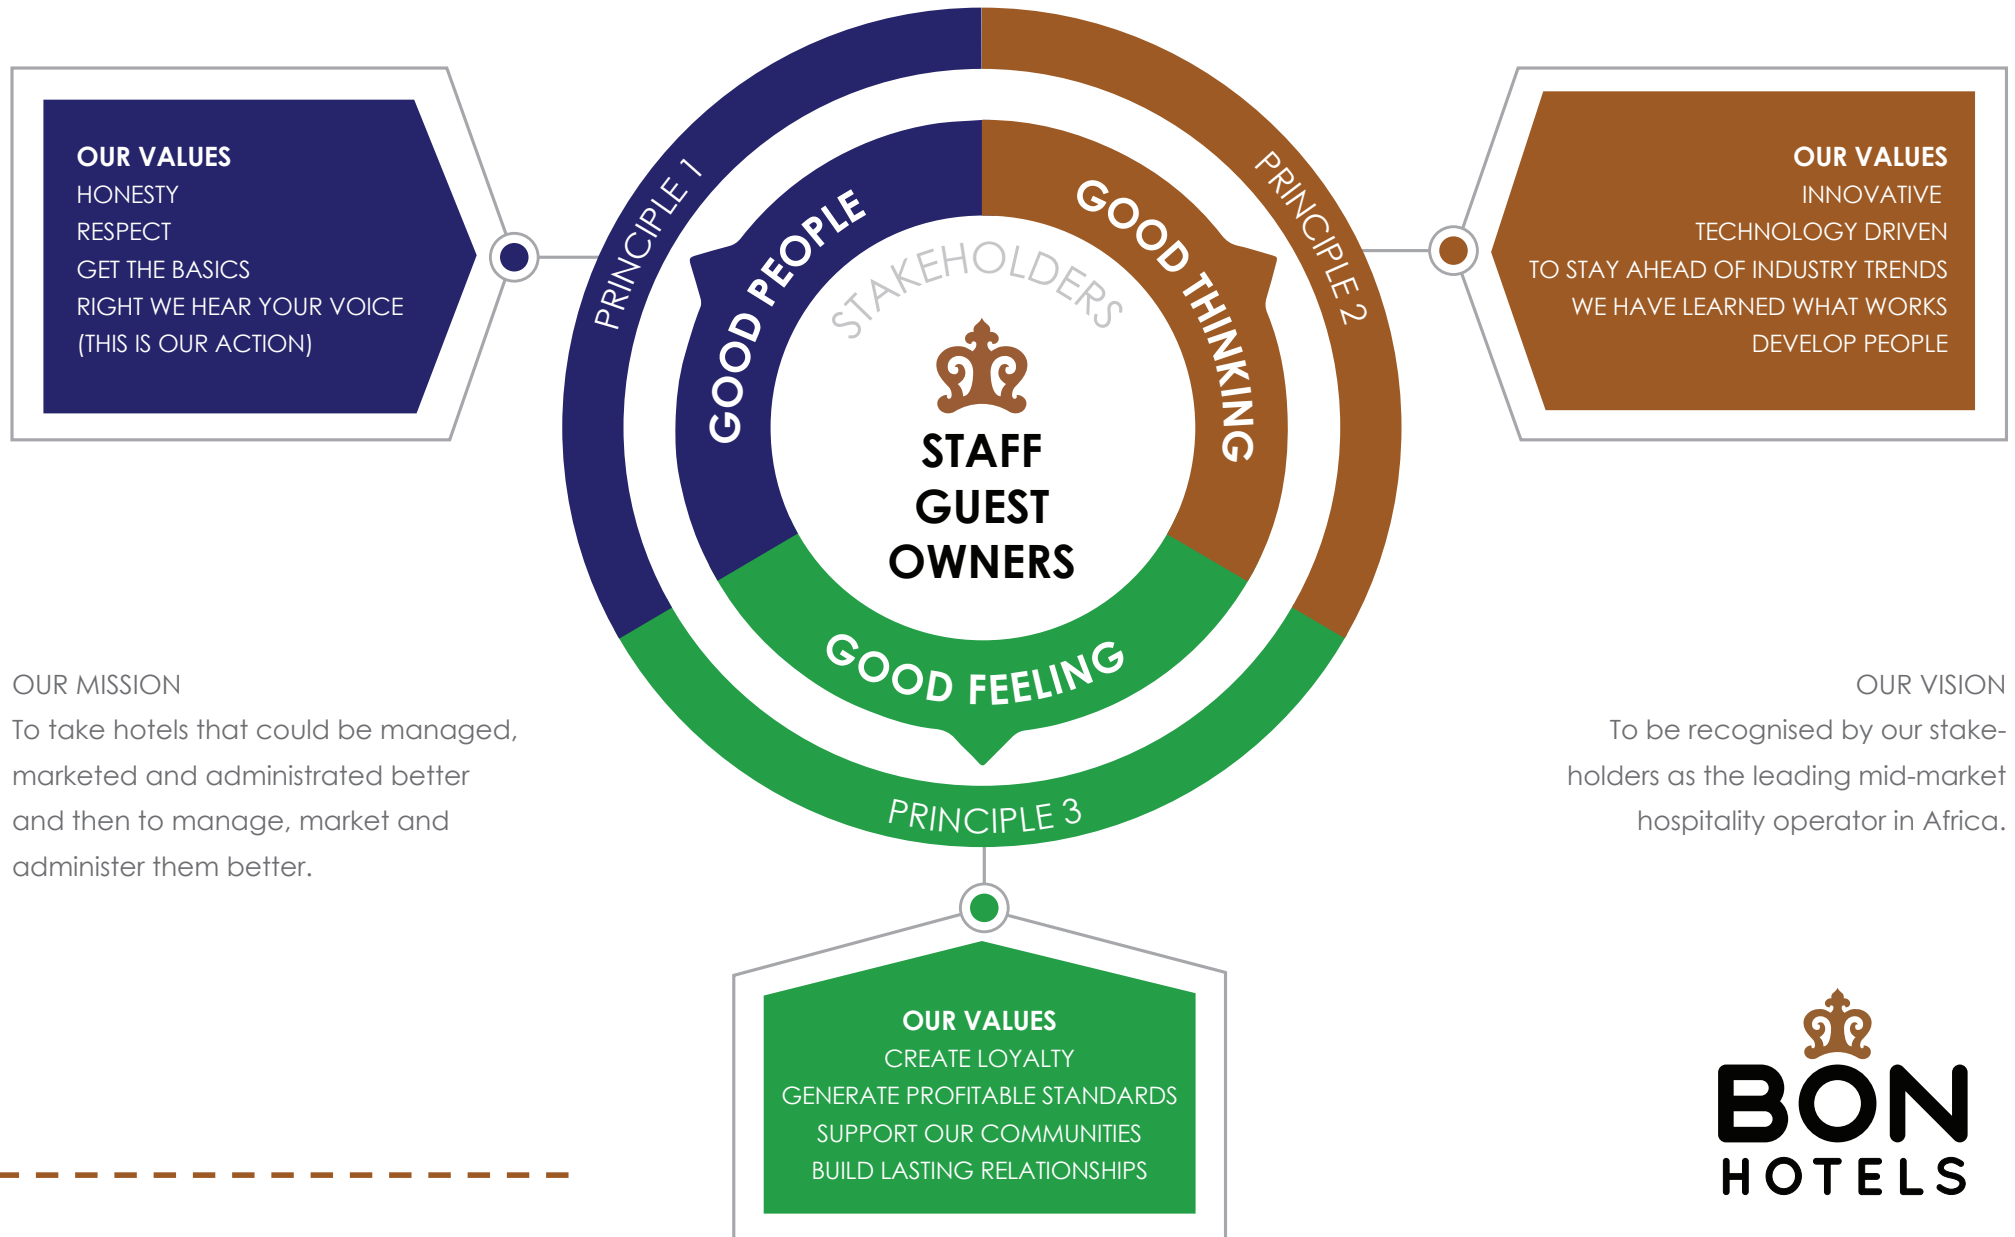 OUR VALUES
HONESTY
RESPECT
GET THE BASICS
RIGHT WE HEAR YOUR VOICE
(THIS IS OUR ACTION)
PRINCIPLE 1
GOOD PEOPLE
STAKEHOLDERS
STAFF
GUEST
OWNERS
GOOD THINKING
PRINCIPLE 2
OUR VALUES
INNOVATIVE
TECHNOLOGY DRIVEN
TO STAY AHEAD OF INDUSTRY TRENDS
WE HAVE LEARNED WHAT WORKS
DEVELOP PEOPLE
GOOD FEELING
PRINCIPLE 3
OUR MISSION
To take hotels that could be managed,
marketed and administrated better
and then to manage, market and
administer them better.
OUR VISION
To be recognised by our stake-
holders as the leading mid-market
hospitality operator in Africa.
OUR VALUES
CREATE LOYALTY
GENERATE PROFITABLE STANDARDS
SUPPORT OUR COMMUNITIES
BUILD LASTING RELATIONSHIPS
BON
HOTELS